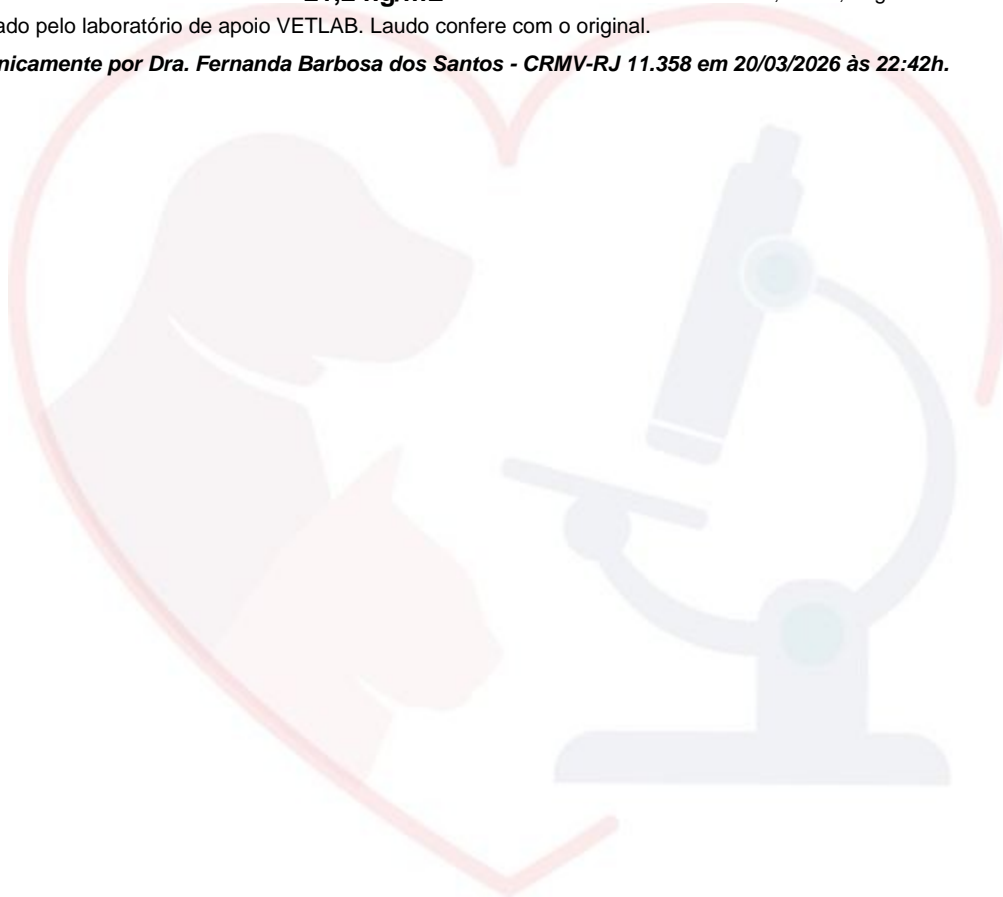 ado pelo laboratório de apoio VETLAB. Laudo confere com o original.
nicamente por Dra. Fernanda Barbosa dos Santos - CRMV-RJ 11.358 em 20/03/2026 às 22:42h.